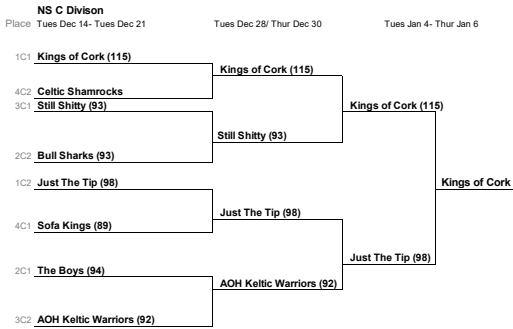 NS C Divison
Place Tues Dec 14- Tues Dec 21 Tues Dec 28/ Thur Dec 30 Tues Jan 4- Thur Jan 6
1C1 Kings of Cork (115)
Kings of Cork (115)
4C2 Celtic Shamrocks
3C1 Still Shitty (93) Kings of Cork (115)
Still Shitty (93)
2C2 Bull Sharks (93)
1C2 Just The Tip (98) Kings of Cork
Just The Tip (98)
4C1 Sofa Kings (89)
Just The Tip (98)
2C1 The Boys (94)
AOH Keltic Warriors (92)
3C2 AOH Keltic Warriors (92)